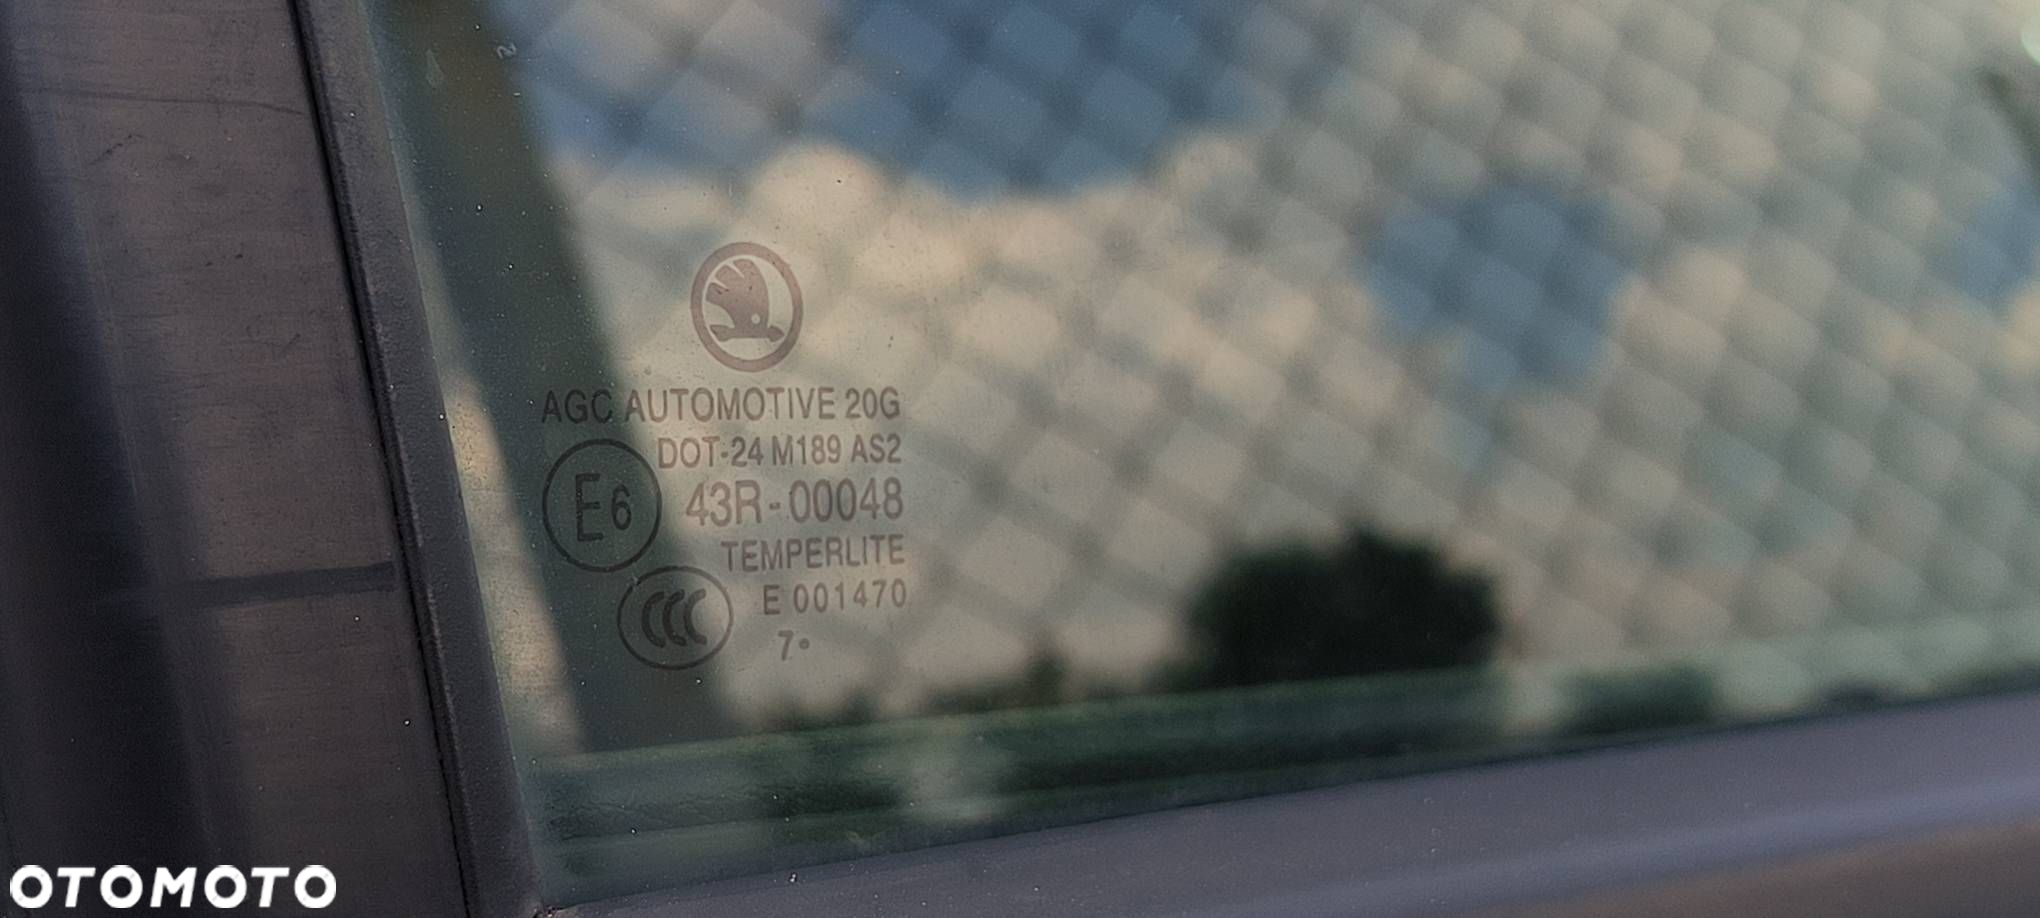 AGC AUTOMOTIVE 20G
DOT-24 M189 AS2
E6 43R-00048
TEMPERLITE
CCC E 001470
7•
OTOMOTO